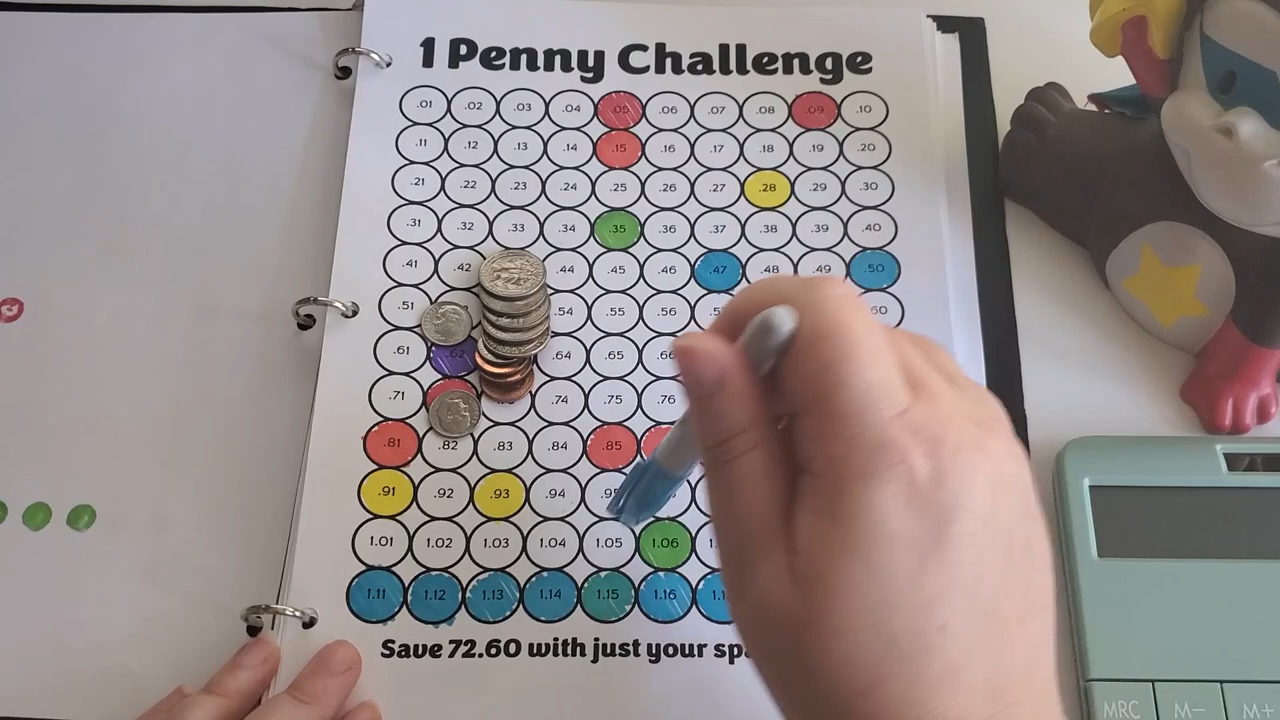 1 Penny Challenge
.01 .02 .03 .04 .05 .06 .07 .08 .09 .10
.11 .12 .13 .14 .15 .16 .17 .18 .19 .20
.21 .22 .23 .24 .25 .26 .27 .28 .29 .30
.31 .32 .33 .34 .35 .36 .37 .38 .39 .40
.41 .42 .44 .45 .46 .47 .48 .49 .50
.51 .54 .55 .56 60
.61 .62 .64 .65 .66
.71 .74 .75 .76
.81 .82 .83 .84 .85
.91 .92 .93 .94 .95
1.01 1.02 1.03 1.04 1.05 1.06
1.11 1.12 1.13 1.14 1.15 1.16 1.1
Save 72.60 with just your spa
MRC M- M+